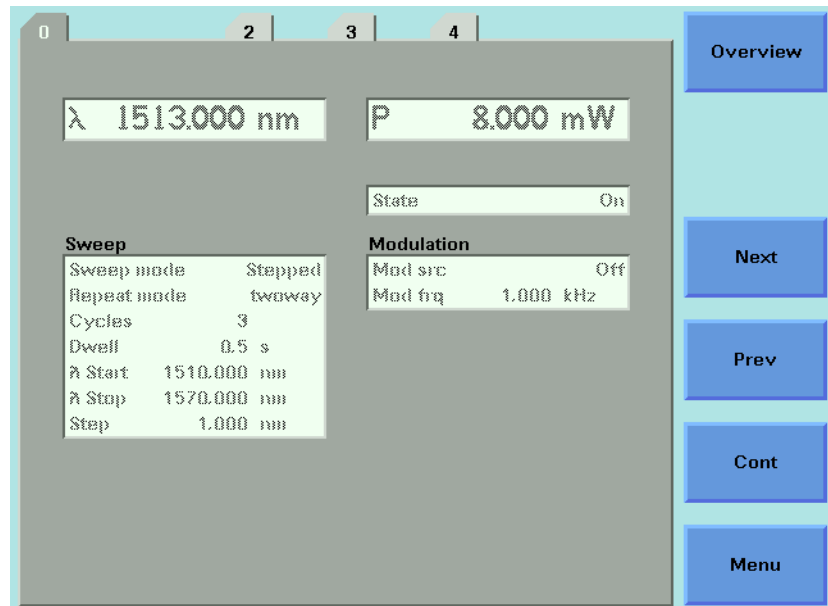 0 2 3 4
Overview
λ 1513.000 nm
P 8.000 mW
State On
Sweep
Sweep mode Stepped
Repeat mode twoway
Cycles 3
Dwell 0.5 s
λ Start 1510.000 nm
λ Stop 1570.000 nm
Step 1.000 nm
Modulation
Mod src Off
Mod frq 1.000 kHz
Next
Prev
Cont
Menu